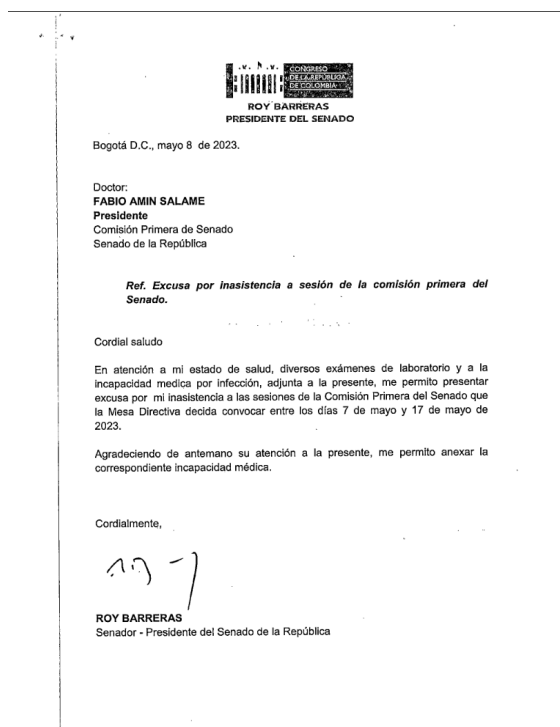 CONGRESO
DE LA REPÚBLICA
DE COLOMBIA
ROY BARRERAS
PRESIDENTE DEL SENADO
Bogotá D.C., mayo 8 de 2023.
Doctor:
FABIO AMIN SALAME
Presidente
Comisión Primera de Senado
Senado de la República
Ref. Excusa por inasistencia a sesión de la comisión primera del
Senado.
Cordial saludo
En atención a mi estado de salud, diversos exámenes de laboratorio y a la
incapacidad medica por infección, adjunta a la presente, me permito presentar
excusa por mi inasistencia a las sesiones de la Comisión Primera del Senado que
la Mesa Directiva decida convocar entre los días 7 de mayo y 17 de mayo de
2023.
Agradeciendo de antemano su atención a la presente, me permito anexar la
correspondiente incapacidad médica.
Cordialmente,
ROY BARRERAS
Senador - Presidente del Senado de la República